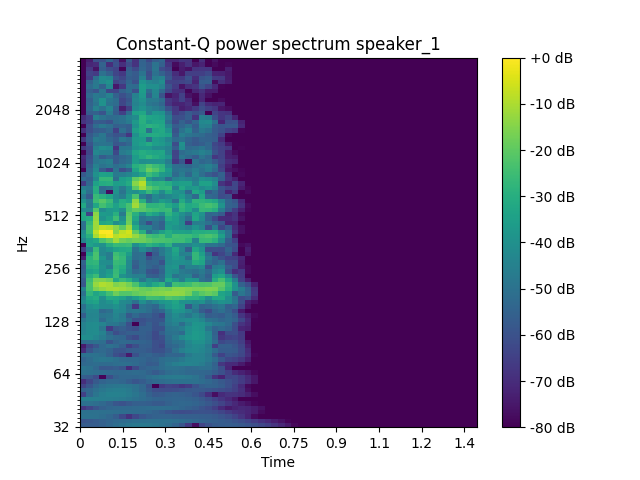 Constant-Q power spectrum speaker_1
Hz
2048
1024
512
256
128
64
32
0 0.15 0.3 0.45 0.6 0.75 0.9 1.1 1.2 1.4
Time
+0 dB
-10 dB
-20 dB
-30 dB
-40 dB
-50 dB
-60 dB
-70 dB
-80 dB